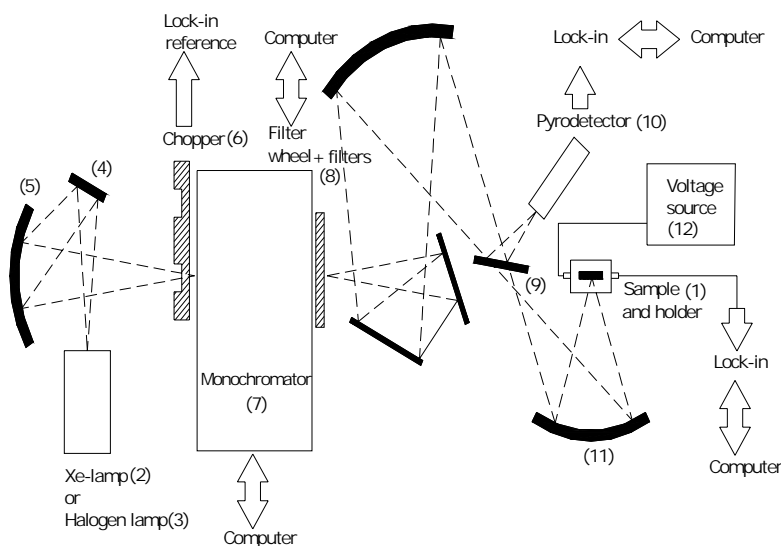 Lock-in
reference
Chopper (6)
Computer
Filter
wheel + filters
(8)
Lock-in
Computer
Pyrodetector (10)
Voltage
source
(12)
(5)
(4)
(9)
Sample (1)
and holder
Lock-in
Computer
(11)
Monochromator
(7)
Xe-lamp (2)
or
Halogen lamp(3)
Computer